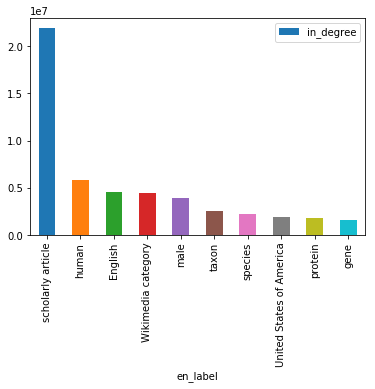 1e7
in_degree
2.0
1.5
1.0
0.5
0.0
scholarly article
human
English
Wikimedia category
male
taxon
species
United States of America
protein
gene
en_label